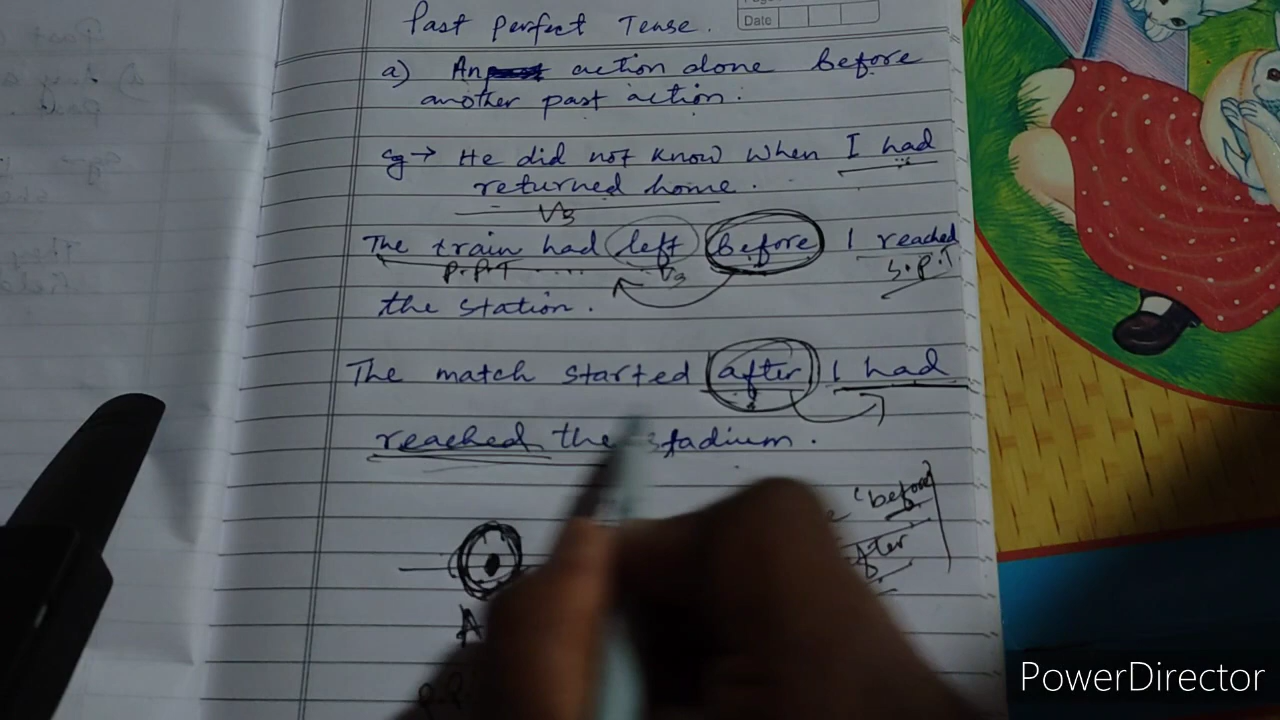 Past Perfect Tense.
Date
a) An action done before
another past action.
eg → He did not know when I had
returned home.
V3
The train had left before I reached
P.P.T V3 S.P.T
the station.
The match started after I had
reached the stadium.
'before
after
A
P.P
PowerDirector